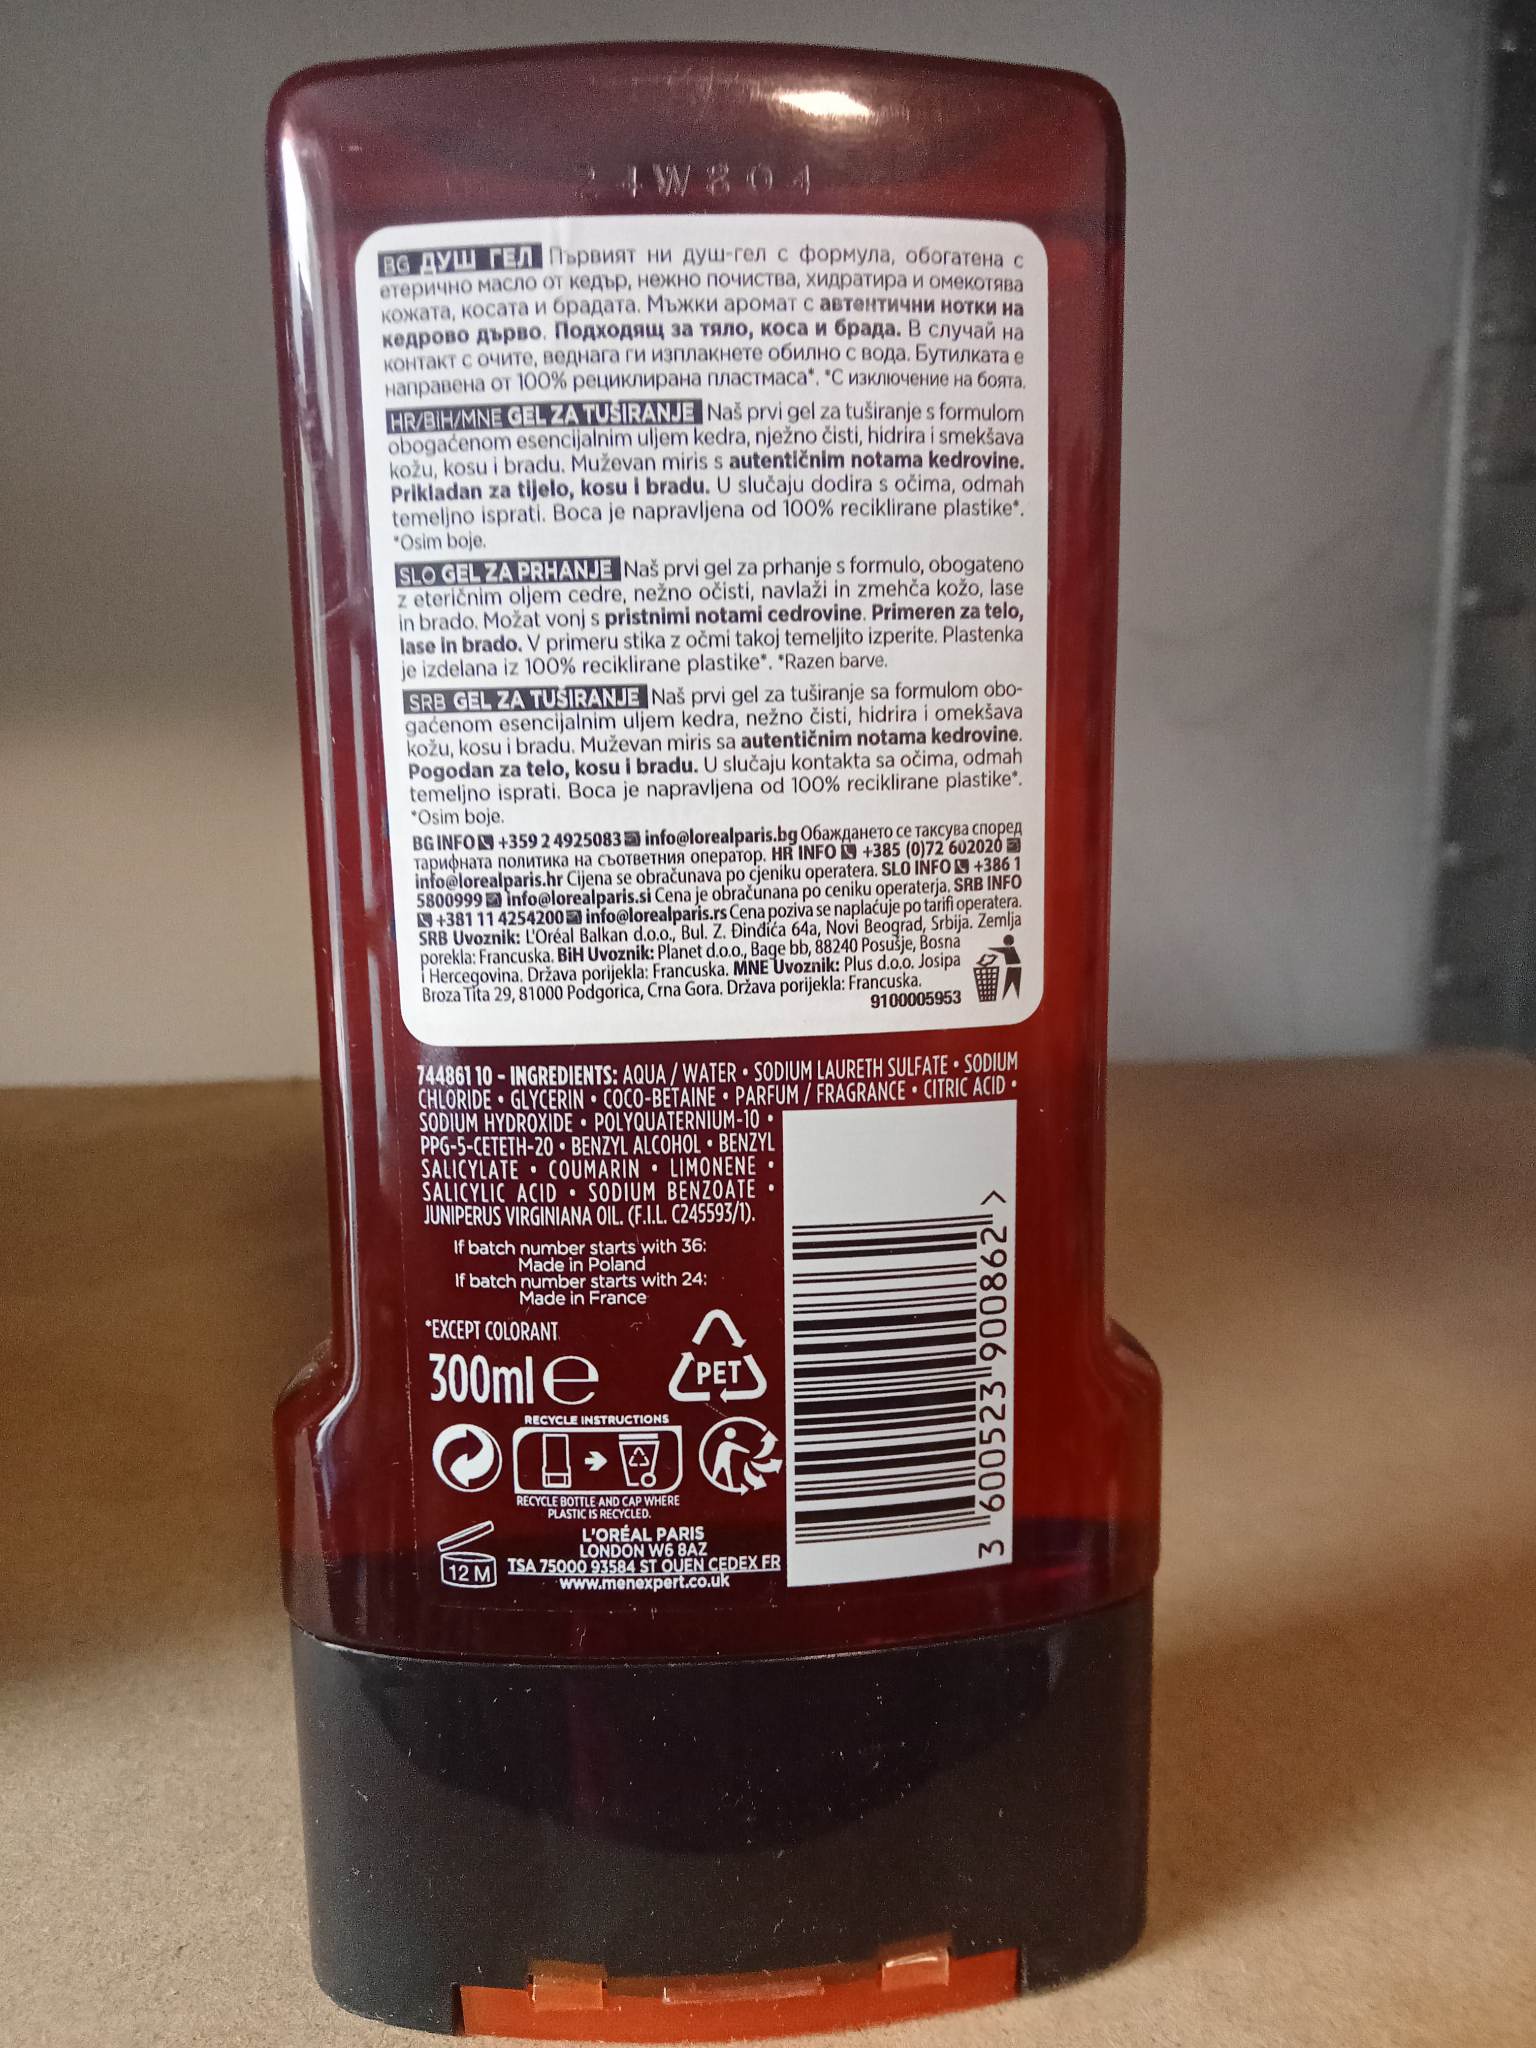 24W804
BG ДУШ ГЕЛ Първият ни душ-гел с формула, обогатена с
етерично масло от кедър, нежно почиства, хидратира и омекотява
кожата, косата и брадата. Мъжки аромат с автентични нотки на
кедрово дърво. Подходящ за тяло, коса и брада. В случай на
контакт с очите, веднага ги изплакнете обилно с вода. Бутилката е
направена от 100% рециклирана пластмаса*. *С изключение на боята.
HR/BIH/MNE GEL ZA TUŠIRANJE Naš prvi gel za tuširanje s formulom
obogaćenom esencijalnim uljem kedra, nježno čisti, hidrira i smekšava
kožu, kosu i bradu. Muževan miris s autentičnim notama kedrovine.
Prikladan za tijelo, kosu i bradu. U slučaju dodira s očima, odmah
temeljno isprati. Boca je napravljena od 100% reciklirane plastike*.
*Osim boje.
SLO GEL ZA PRHANJE Naš prvi gel za prhanje s formulo, obogateno
z eteričnim oljem cedre, nežno očisti, navlaži in zmehča kožo, lase
in brado. Možat vonj s pristnimi notami cedrovine. Primeren za telo,
lase in brado. V primeru stika z očmi takoj temeljito izperite. Plastenka
je izdelana iz 100% reciklirane plastike*. *Razen barve.
SRB GEL ZA TUŠIRANJE Naš prvi gel za tuširanje sa formulom obo-
gaćenom esencijalnim uljem kedra, nežno čisti, hidrira i omekšava
kožu, kosu i bradu. Muževan miris sa autentičnim notama kedrovine.
Pogodan za telo, kosu i bradu. U slučaju kontakta sa očima, odmah
temeljno isprati. Boca je napravljena od 100% reciklirane plastike*.
*Osim boje.
BG INFO +359 2 4925083 info@lorealparis.bg Обаждането се таксува според
тарифната политика на съответния оператор. HR INFO +385 (0)72 602020
info@lorealparis.hr Cijena se obračunava po cjeniku operatera. SLO INFO +386 1
5800999 info@lorealparis.si Cena je obračunana po ceniku operaterja. SRB INFO
+381 11 4254200 info@lorealparis.rs Cena poziva se naplaćuje po tarifi operatera.
SRB Uvoznik: L'Oréal Balkan d.o.o., Bul. Z. Đinđića 64a, Novi Beograd, Srbija. Zemlja
porekla: Francuska. BiH Uvoznik: Planet d.o.o., Bage bb, 88240 Posušje, Bosna
i Hercegovina. Država porijekla: Francuska. MNE Uvoznik: Plus d.o.o. Josipa
Broza Tita 29, 81000 Podgorica, Crna Gora. Država porijekla: Francuska.
9100005953
744861 10 - INGREDIENTS: AQUA / WATER • SODIUM LAURETH SULFATE • SODIUM
CHLORIDE • GLYCERIN • COCO-BETAINE • PARFUM / FRAGRANCE • CITRIC ACID •
SODIUM HYDROXIDE • POLYQUATERNIUM-10 •
PPG-5-CETETH-20 • BENZYL ALCOHOL • BENZYL
SALICYLATE • COUMARIN • LIMONENE •
SALICYLIC ACID • SODIUM BENZOATE •
JUNIPERUS VIRGINIANA OIL. (F.I.L. C245593/1).
If batch number starts with 36:
Made in Poland
If batch number starts with 24:
Made in France
*EXCEPT COLORANT
300ml e
PET
RECYCLE INSTRUCTIONS
RECYCLE BOTTLE AND CAP WHERE
PLASTIC IS RECYCLED.
12 M
L'ORÉAL PARIS
LONDON W6 8AZ
TSA 75000 93584 ST OUEN CEDEX FR
www.menexpert.co.uk
3 600523 900862 >